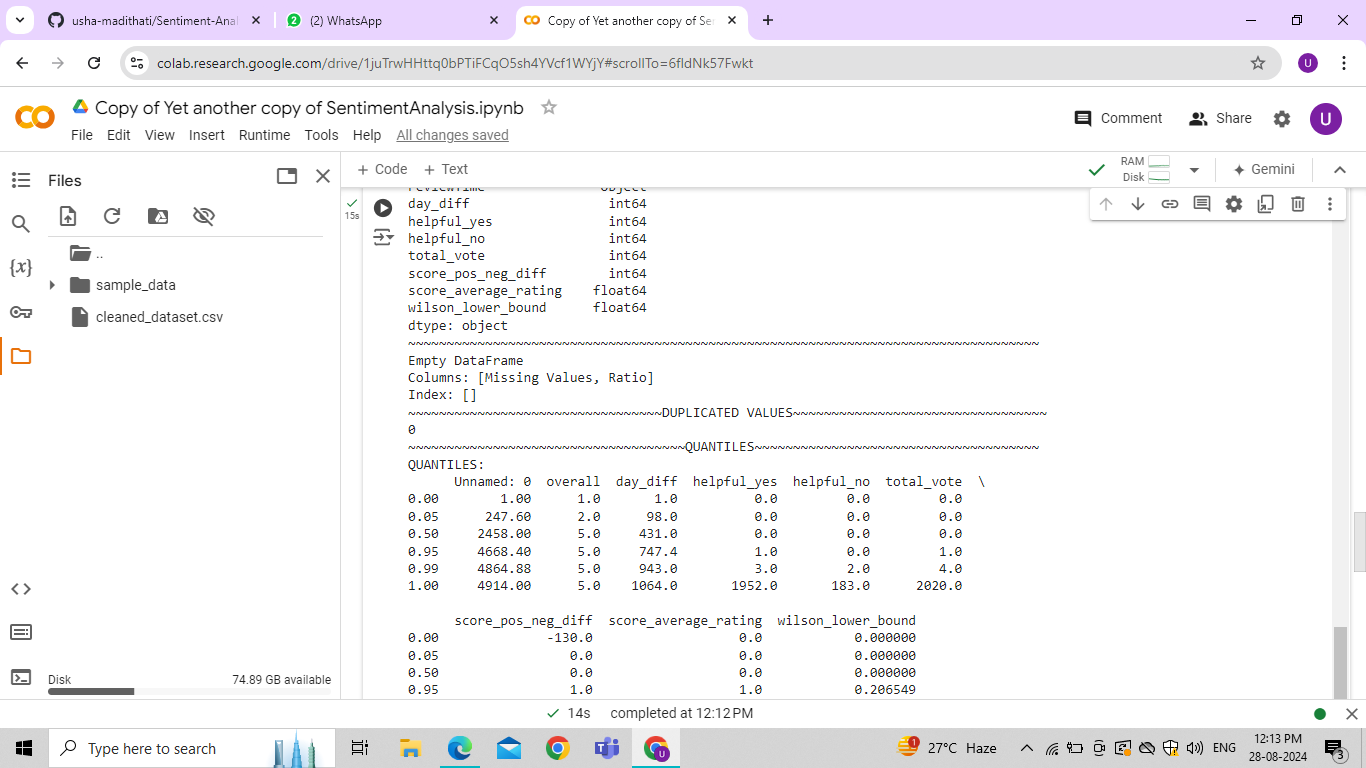 usha-madithati/Sentiment-Anal
2 (2) WhatsApp
Copy of Yet another copy of Sen
colab.research.google.com/drive/1juTrwHHttq0bPTiFCqO5sh4YVcf1WYjY#scrollTo=6fIdNk57Fwkt
U
Copy of Yet another copy of SentimentAnalysis.ipynb
File Edit View Insert Runtime Tools Help All changes saved
Comment Share U
Files
+ Code + Text
RAM
Disk
Gemini
..
sample_data
cleaned_dataset.csv
Disk 74.89 GB available
15s
reviewTime object
day_diff int64
helpful_yes int64
helpful_no int64
total_vote int64
score_pos_neg_diff int64
score_average_rating float64
wilson_lower_bound float64
dtype: object
~~~~~~~~~~~~~~~~~~~~~~~~~~~~~~~~~~~~~~~~~~~~~~~~~~~~~~~~~~~~~~~~~~~~~~~~~~~~~~~~~~
Empty DataFrame
Columns: [Missing Values, Ratio]
Index: []
~~~~~~~~~~~~~~~~~~~~~~~~~~~~~~~~~DUPLICATED VALUES~~~~~~~~~~~~~~~~~~~~~~~~~~~~~~~~~
0
~~~~~~~~~~~~~~~~~~~~~~~~~~~~~~~~~~~~QUANTILES~~~~~~~~~~~~~~~~~~~~~~~~~~~~~~~~~~~~~
QUANTILES:
Unnamed: 0 overall day_diff helpful_yes helpful_no total_vote \
0.00 1.00 1.0 1.0 0.0 0.0 0.0
0.05 247.60 2.0 98.0 0.0 0.0 0.0
0.50 2458.00 5.0 431.0 0.0 0.0 0.0
0.95 4668.40 5.0 747.4 1.0 0.0 1.0
0.99 4864.88 5.0 943.0 3.0 2.0 4.0
1.00 4914.00 5.0 1064.0 1952.0 183.0 2020.0
score_pos_neg_diff score_average_rating wilson_lower_bound
0.00 -130.0 0.0 0.000000
0.05 0.0 0.0 0.000000
0.50 0.0 0.0 0.000000
0.95 1.0 1.0 0.206549
14s completed at 12:12 PM
Type here to search
1
27°C Haze
ENG
12:13 PM
28-08-2024
3